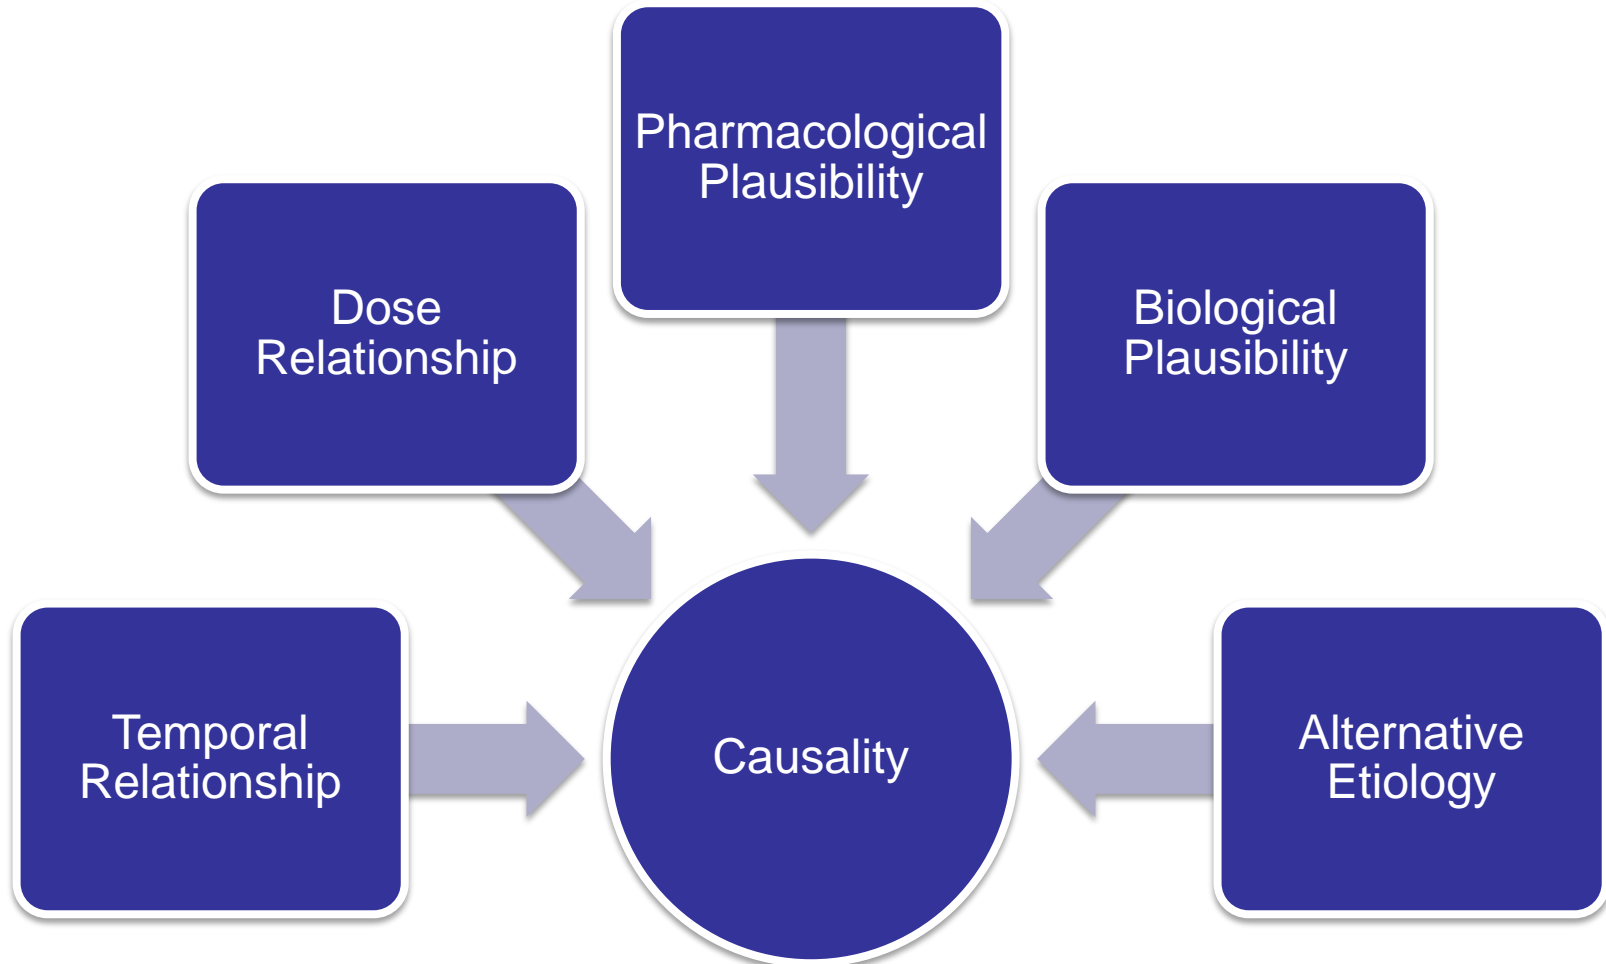 Pharmacological
Plausibility
Dose
Relationship
Biological
Plausibility
Temporal
Relationship
Causality
Alternative
Etiology